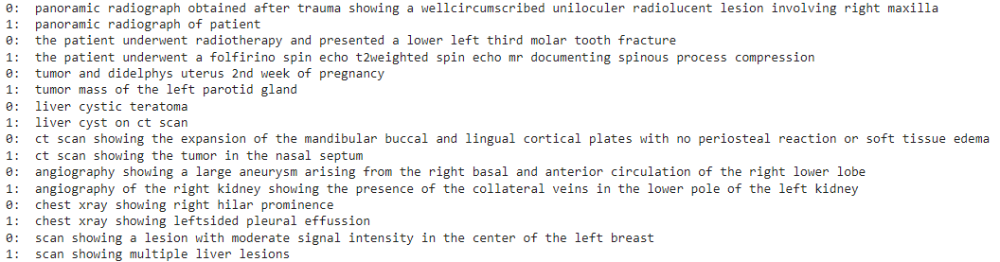 0: panoramic radiograph obtained after trauma showing a wellcircumscribed uniloculer radiolucent lesion involving right maxilla
1: panoramic radiograph of patient
0: the patient underwent radiotherapy and presented a lower left third molar tooth fracture
1: the patient underwent a folfirino spin echo t2weighted spin echo mr documenting spinous process compression
0: tumor and didelphys uterus 2nd week of pregnancy
1: tumor mass of the left parotid gland
0: liver cystic teratoma
1: liver cyst on ct scan
0: ct scan showing the expansion of the mandibular buccal and lingual cortical plates with no periosteal reaction or soft tissue edema
1: ct scan showing the tumor in the nasal septum
0: angiography showing a large aneurysm arising from the right basal and anterior circulation of the right lower lobe
1: angiography of the right kidney showing the presence of the collateral veins in the lower pole of the left kidney
0: chest xray showing right hilar prominence
1: chest xray showing leftsided pleural effussion
0: scan showing a lesion with moderate signal intensity in the center of the left breast
1: scan showing multiple liver lesions